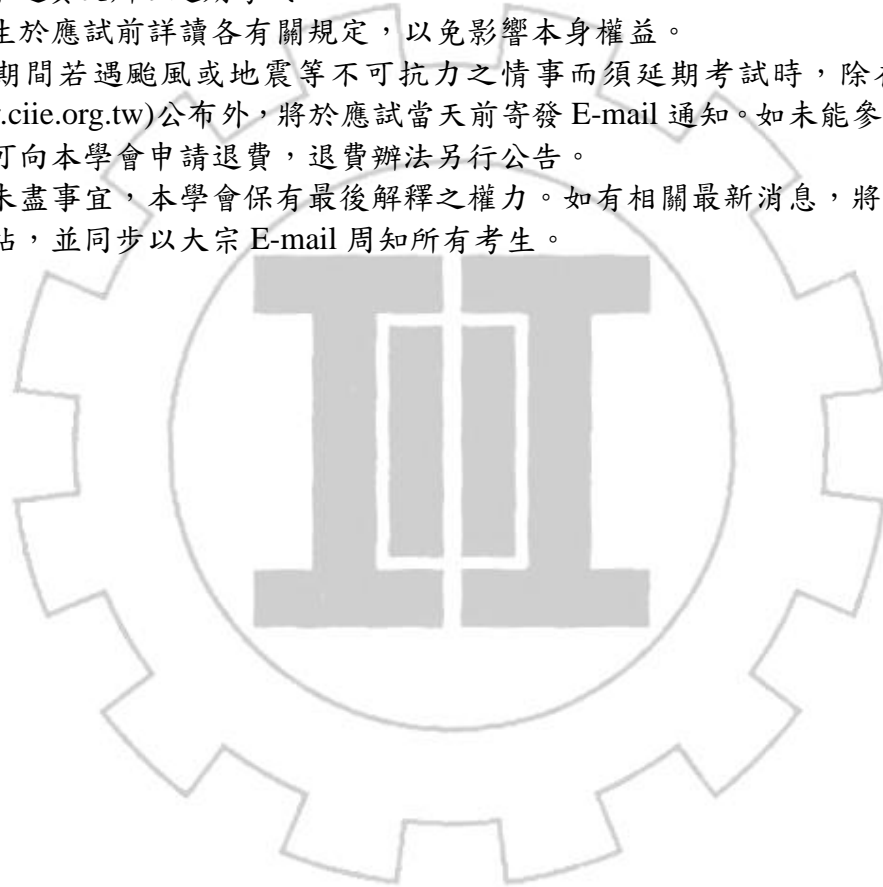 生於應試前詳讀各有關規定，以免影響本身權益。
期間若遇颱風或地震等不可抗力之情事而須延期考試時，除
.ciie.org.tw)公布外，將於應試當天前寄發 E-mail 通知。如未能參
可向本學會申請退費，退費辦法另行公告。
未盡事宜，本學會保有最後解釋之權力。如有相關最新消息，將
站，並同步以大宗 E-mail 周知所有考生。